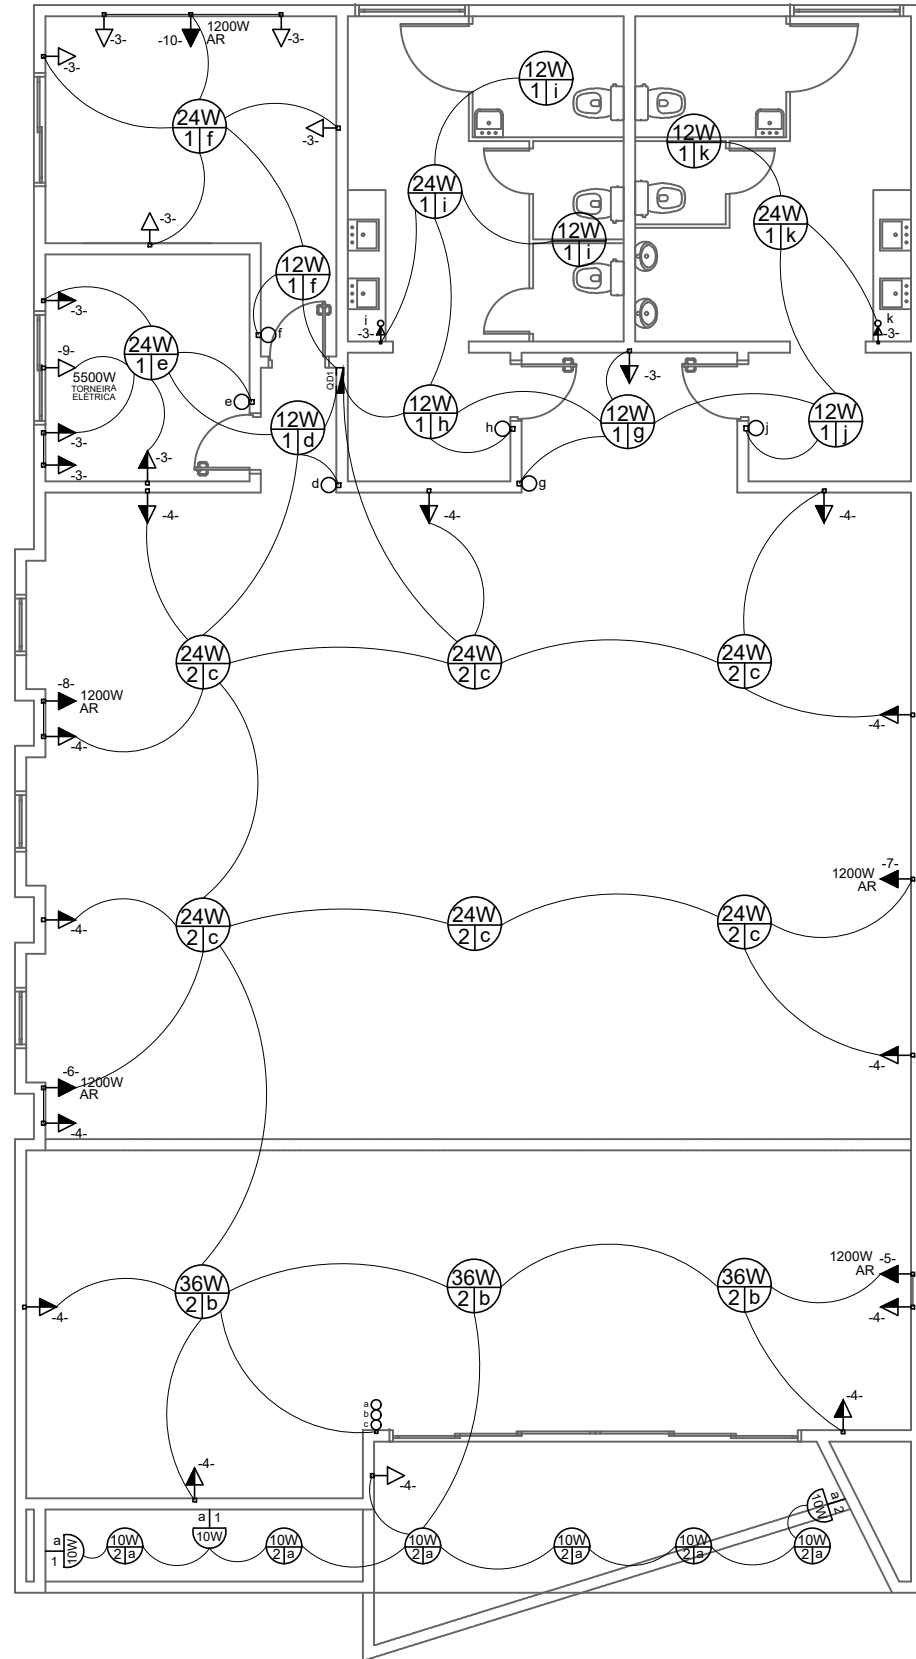 -3-
-10-
1200W
AR
-3-
-3-
24W
1 f
-3-
-3-
12W
1 i
12W
1 k
24W
1 i
24W
1 k
12W
1 i
12W
1 f
f
-3-
i
-3-
k
-3-
24W
1 e
-9-
5500W
TORNEIRA
ELÉTRICA
QD1
-3-
e
-3-
-3-
12W
1 d
d
12W
1 h
h
12W
1 g
g
12W
1 j
j
-3-
-4-
-4-
-4-
24W
2 c
24W
2 c
24W
2 c
-8-
1200W
AR
-4-
-4-
-7-
1200W
AR
24W
2 c
24W
2 c
24W
2 c
-4-
-6-
1200W
AR
-4-
-4-
36W
2 b
36W
2 b
36W
2 b
1200W
AR
-5-
-4-
-4-
a
b
c
-4-
-4-
-4-
a
1
10W
10W
2 a
a 1
10W
10W
2 a
10W
2 a
10W
2 a
10W
2 a
10W
2 a
10W
a
2